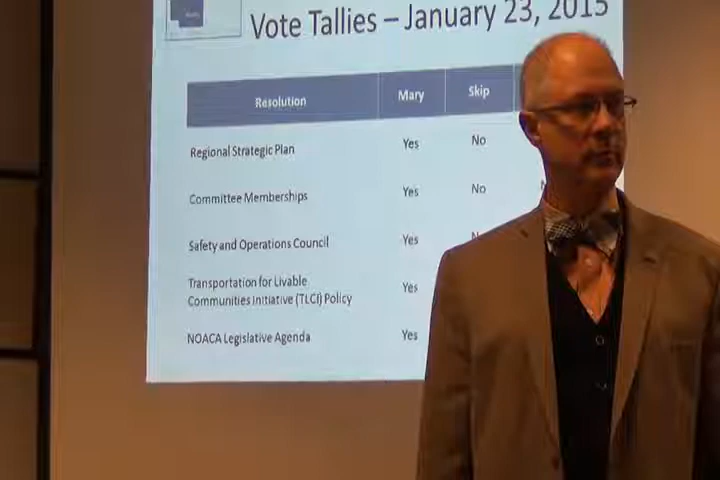 Vote Tallies – January 23, 2015
Resolution Mary Skip
Regional Strategic Plan Yes No
Committee Memberships Yes No
Safety and Operations Council Yes
Transportation for Livable
Communities Initiative (TLCI) Policy Yes
NOACA Legislative Agenda Yes